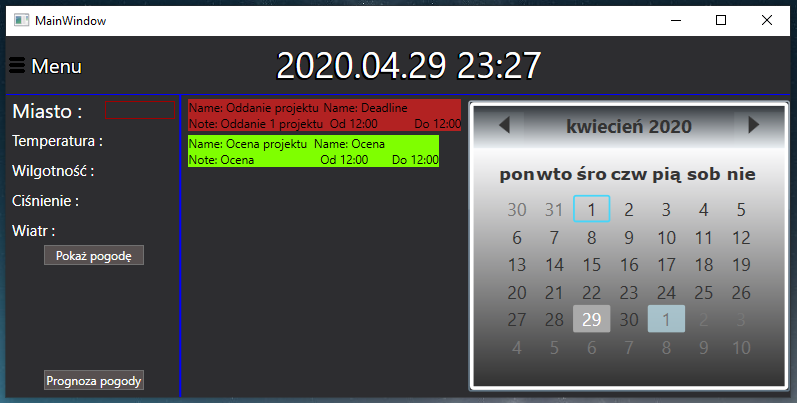 MainWindow
Menu
2020.04.29 23:27
Miasto :
Temperatura :
Wilgotność :
Ciśnienie :
Wiatr :
Pokaż pogodę
Prognoza pogody
Name: Oddanie projektu Name: Deadline
Note: Oddanie 1 projektu Od 12:00 Do 12:00
Name: Ocena projektu Name: Ocena
Note: Ocena Od 12:00 Do 12:00
kwiecień 2020
pon wto śro czw pią sob nie
30 31 1 2 3 4 5
6 7 8 9 10 11 12
13 14 15 16 17 18 19
20 21 22 23 24 25 26
27 28 29 30 1 2 3
4 5 6 7 8 9 10